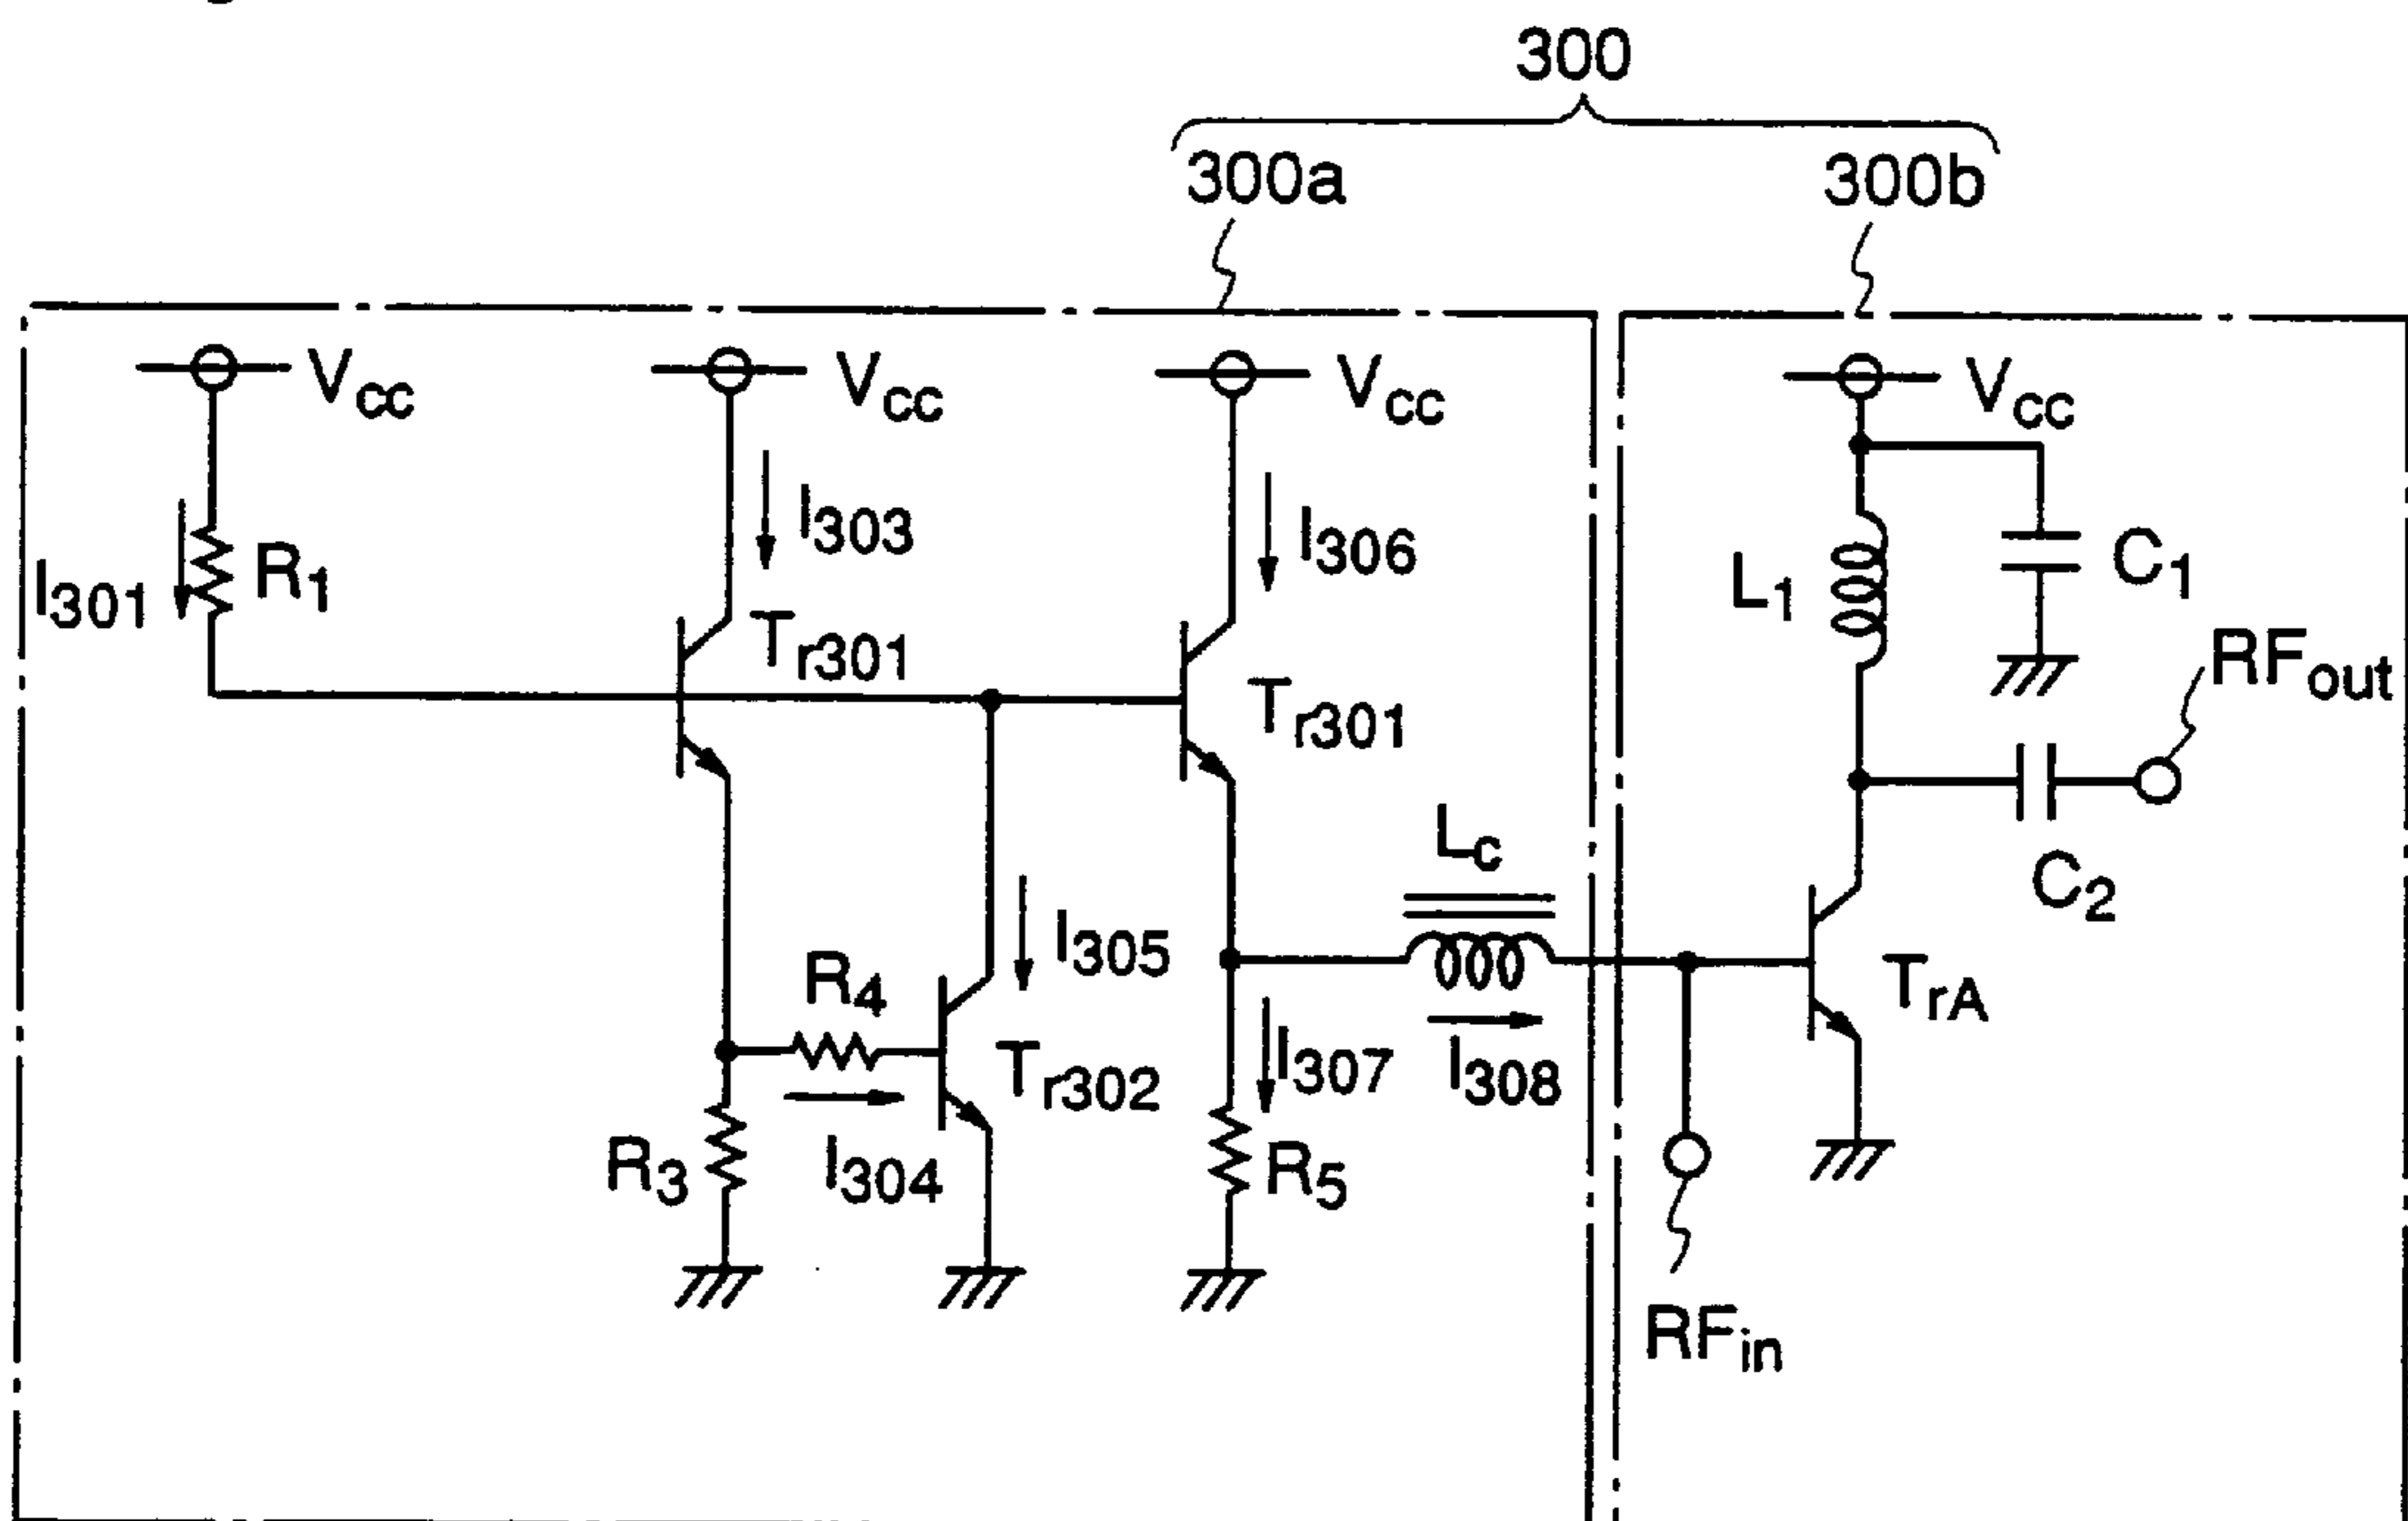 300
300a
300b
Vcc
Vcc
Vcc
Vcc
I303
I306
I301
R1
L1
C1
Tr301
Tr301
RFout
Lc
C2
I305
R4
TrA
Tr302
I307
I308
R3
I304
R5
RFin